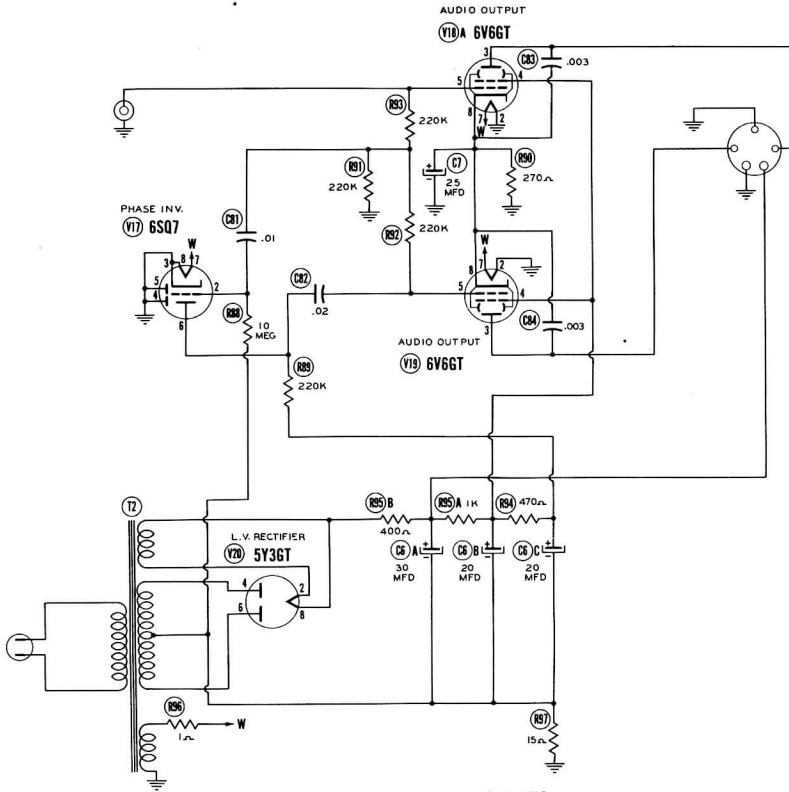 AUDIO OUTPUT
V18 A 6V6GT
3
C83
.003
5
4
8
7
2
W
R93
220K
R91
220K
C7
25
MFD
R90
270Ω
PHASE INV.
V17 6SQ7
C81
.01
R92
220K
W
3
8
7
5
4
2
6
C82
.02
W
8
7
2
5
4
3
R88
10
MEG
C84
.003
AUDIO OUTPUT
V19 6V6GT
R89
220K
T2
R95 B
400Ω
R95 A 1K
R94
470Ω
L.V. RECTIFIER
V20 5Y3GT
C6 A
30
MFD
C6 B
20
MFD
C6 C
20
MFD
4
2
6
8
R96
1Ω
W
R97
15Ω